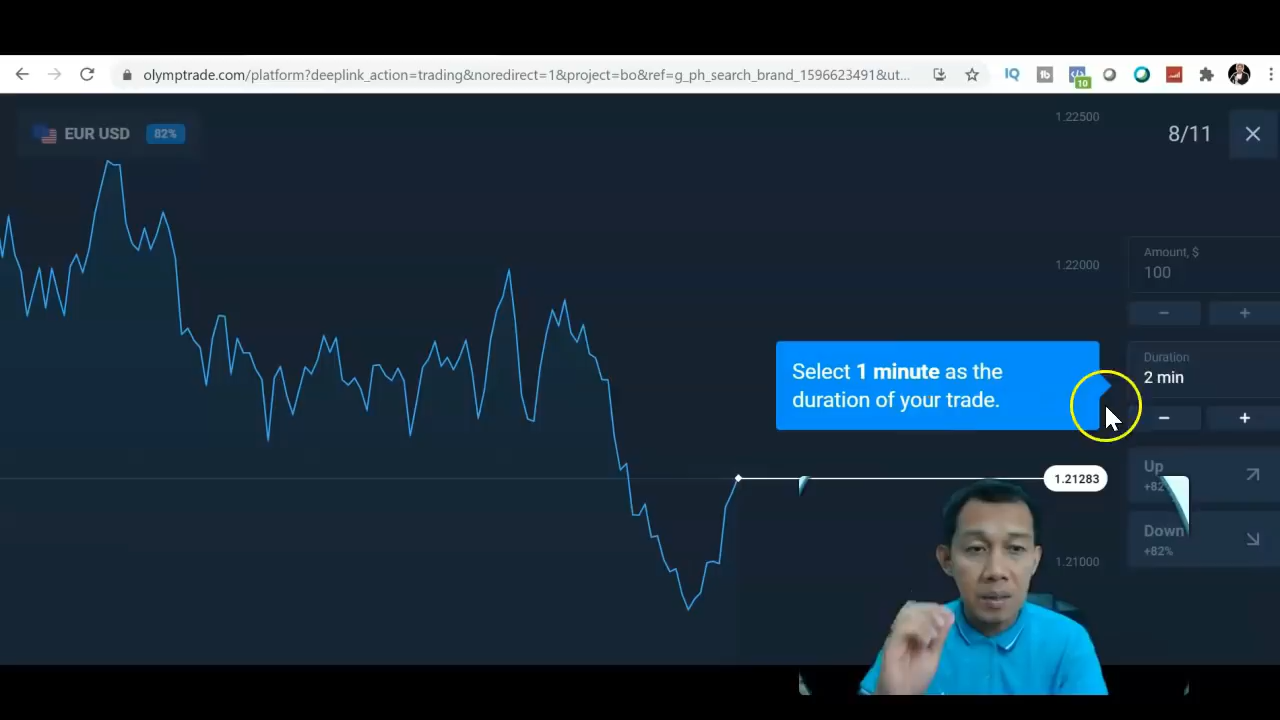 olymptrade.com/platform?deeplink_action=trading&noredirect=1&project=bo&ref=g_ph_search_brand_1596623491&ut...
IQ
10
EUR USD 82%
1.22500
8/11
1.22000
Amount, $
100
− +
Select 1 minute as the
duration of your trade.
Duration
2 min
− +
1.21283
Up
+82
Down
+82%
1.21000